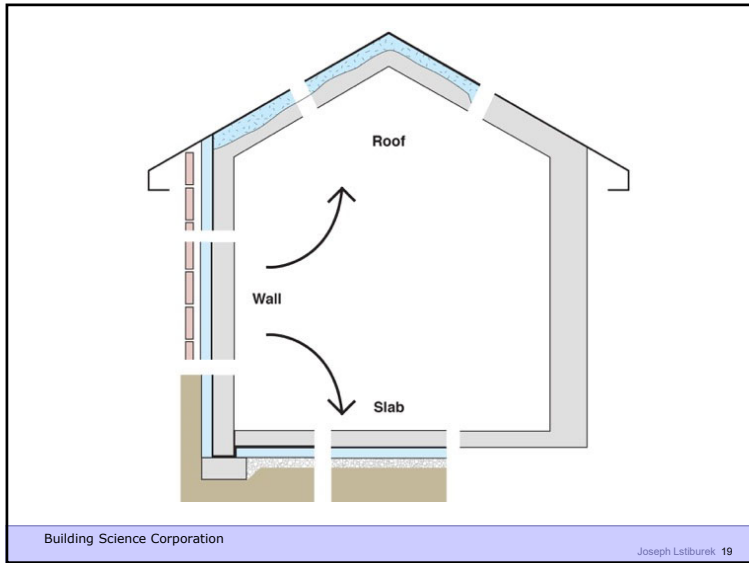 Roof
Wall
Slab
Building Science Corporation
Joseph Lstiburek 19